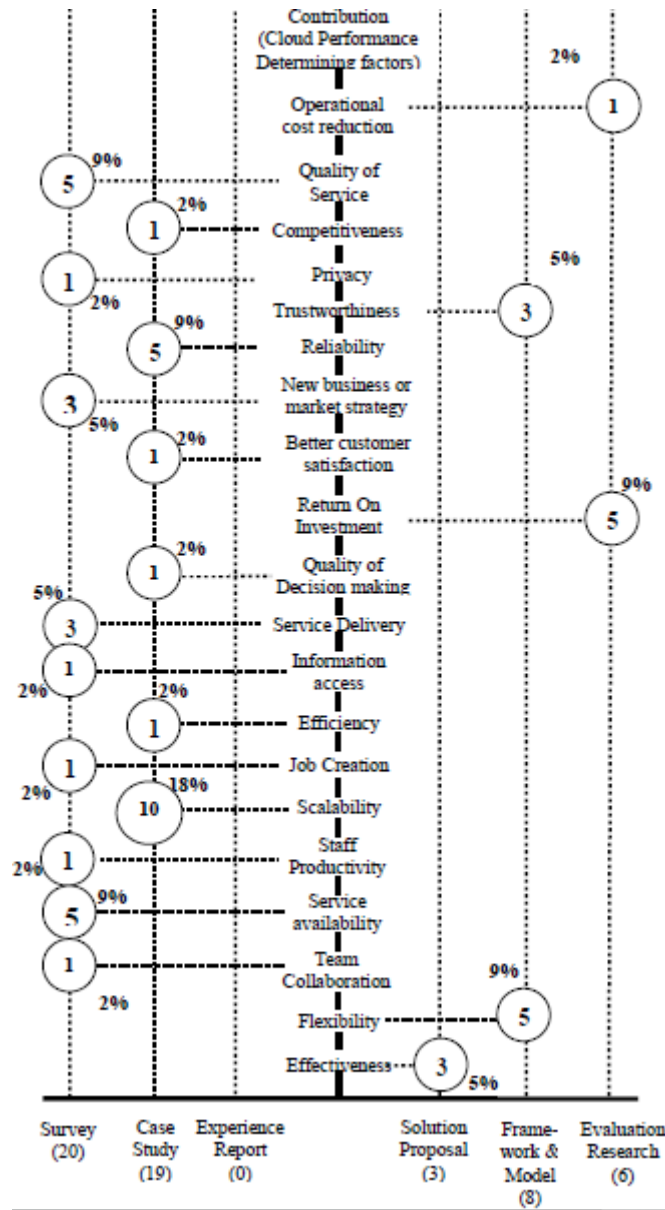 Contribution
(Cloud Performance
Determining factors)
2%
Operational
cost reduction
1
9%
5
Quality of
Service
2%
1
Competitiveness
1
2%
Privacy
5%
Trustworthiness
3
9%
5
Reliability
3
5%
New business or
market strategy
2%
1
Better customer
satisfaction
9%
Return On
Investment
5
2%
1
Quality of
Decision making
5%
3
Service Delivery
1
2%
Information
access
2%
1
Efficiency
1
2%
Job Creation
18%
10
Scalability
1
2%
Staff
Productivity
9%
5
Service
availability
1
2%
Team
Collaboration
9%
Flexibility
5
Effectiveness
3
5%
Survey
(20)
Case
Study
(19)
Experience
Report
(0)
Solution
Proposal
(3)
Frame-
work &
Model
(8)
Evaluation
Research
(6)